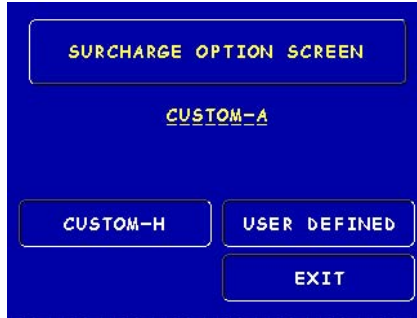 SURCHARGE OPTION SCREEN
CUSTOM-A
CUSTOM-H
USER DEFINED
EXIT